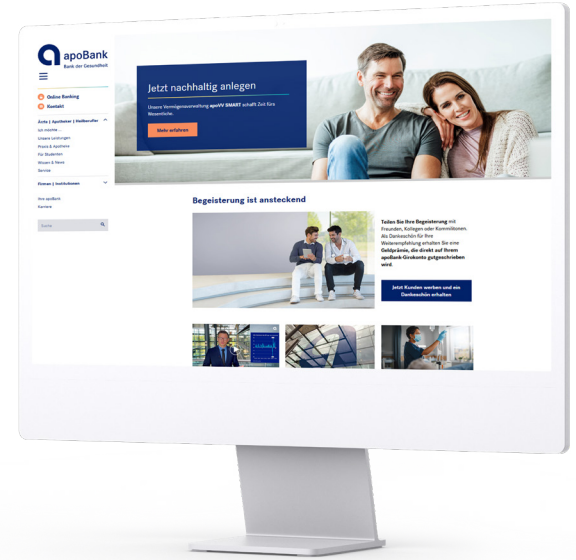 apoBank
Bank der Gesundheit
Online Banking
Kontakt
Ärzte | Apotheker | Heilberufler
Ich möchte ...
Unsere Leistungen
Praxis & Apotheke
Für Studenten
Wissen & News
Service
Firmen | Institutionen
Ihre apoBank
Karriere
Suche
Jetzt nachhaltig anlegen
Unsere Vermögensverwaltung apoVV SMART schafft Zeit fürs
Wesentliche.
Mehr erfahren
Begeisterung ist ansteckend
Teilen Sie Ihre Begeisterung mit
Freunden, Kollegen oder Kommilitonen.
Als Dankeschön für Ihre
Weiterempfehlung erhalten Sie eine
Geldprämie, die direkt auf Ihrem
apoBank-Girokonto gutgeschrieben
wird.
Jetzt Kunden werben und ein
Dankeschön erhalten